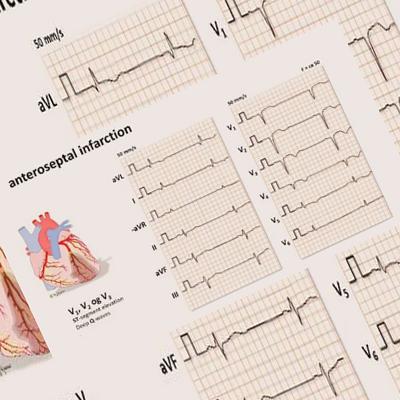 50 mm/s
aVL
V1
anteroseptal infarction
50 mm/s
aVL
I
-aVR
II
aVF
III
50 mm/s
F = ca 50
V1
V2
V3
V4
V5
V6
V1, V2 og V3
ST-segment elevation
Deep Q-waves
aVF
V5
V6
V